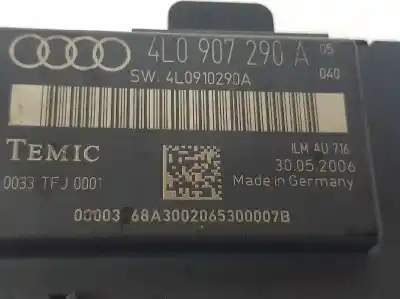 4L0 907 290 A 05
SW: 4L0910290A 040
TEMIC ILM AU 716
30.05.2006
0033 TFJ 0001 Made in Germany
00003 68A3002065300007B